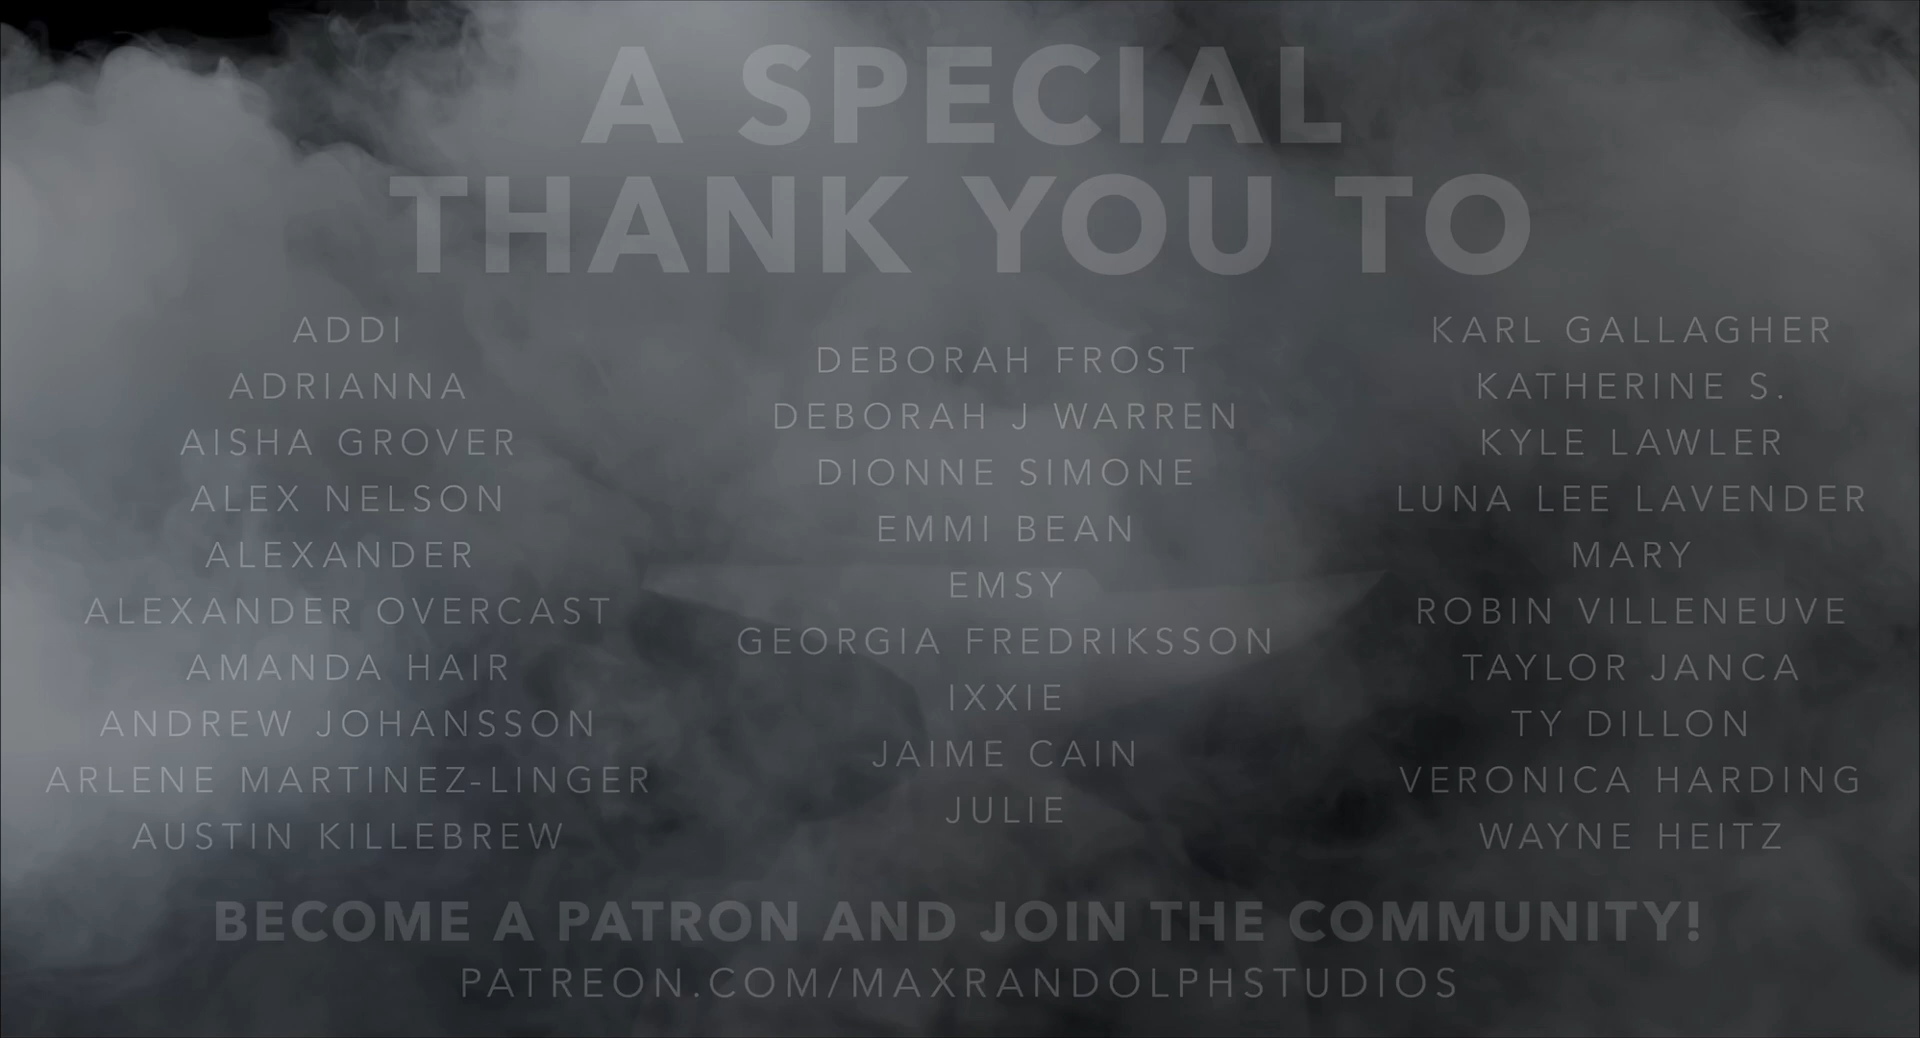 A SPECIAL
THANK YOU TO
ADDI
ADRIANNA
AISHA GROVER
ALEX NELSON
ALEXANDER
ALEXANDER OVERCAST
AMANDA HAIR
ANDREW JOHANSSON
ARLENE MARTINEZ-LINGER
AUSTIN KILLEBREW
DEBORAH FROST
DEBORAH J WARREN
DIONNE SIMONE
EMMI BEAN
EMSY
GEORGIA FREDRIKSSON
IXXIE
JAIME CAIN
JULIE
KARL GALLAGHER
KATHERINE S.
KYLE LAWLER
LUNA LEE LAVENDER
MARY
ROBIN VILLENEUVE
TAYLOR JANCA
TY DILLON
VERONICA HARDING
WAYNE HEITZ
BECOME A PATRON AND JOIN THE COMMUNITY!
PATREON.COM/MAXRANDOLPHSTUDIOS